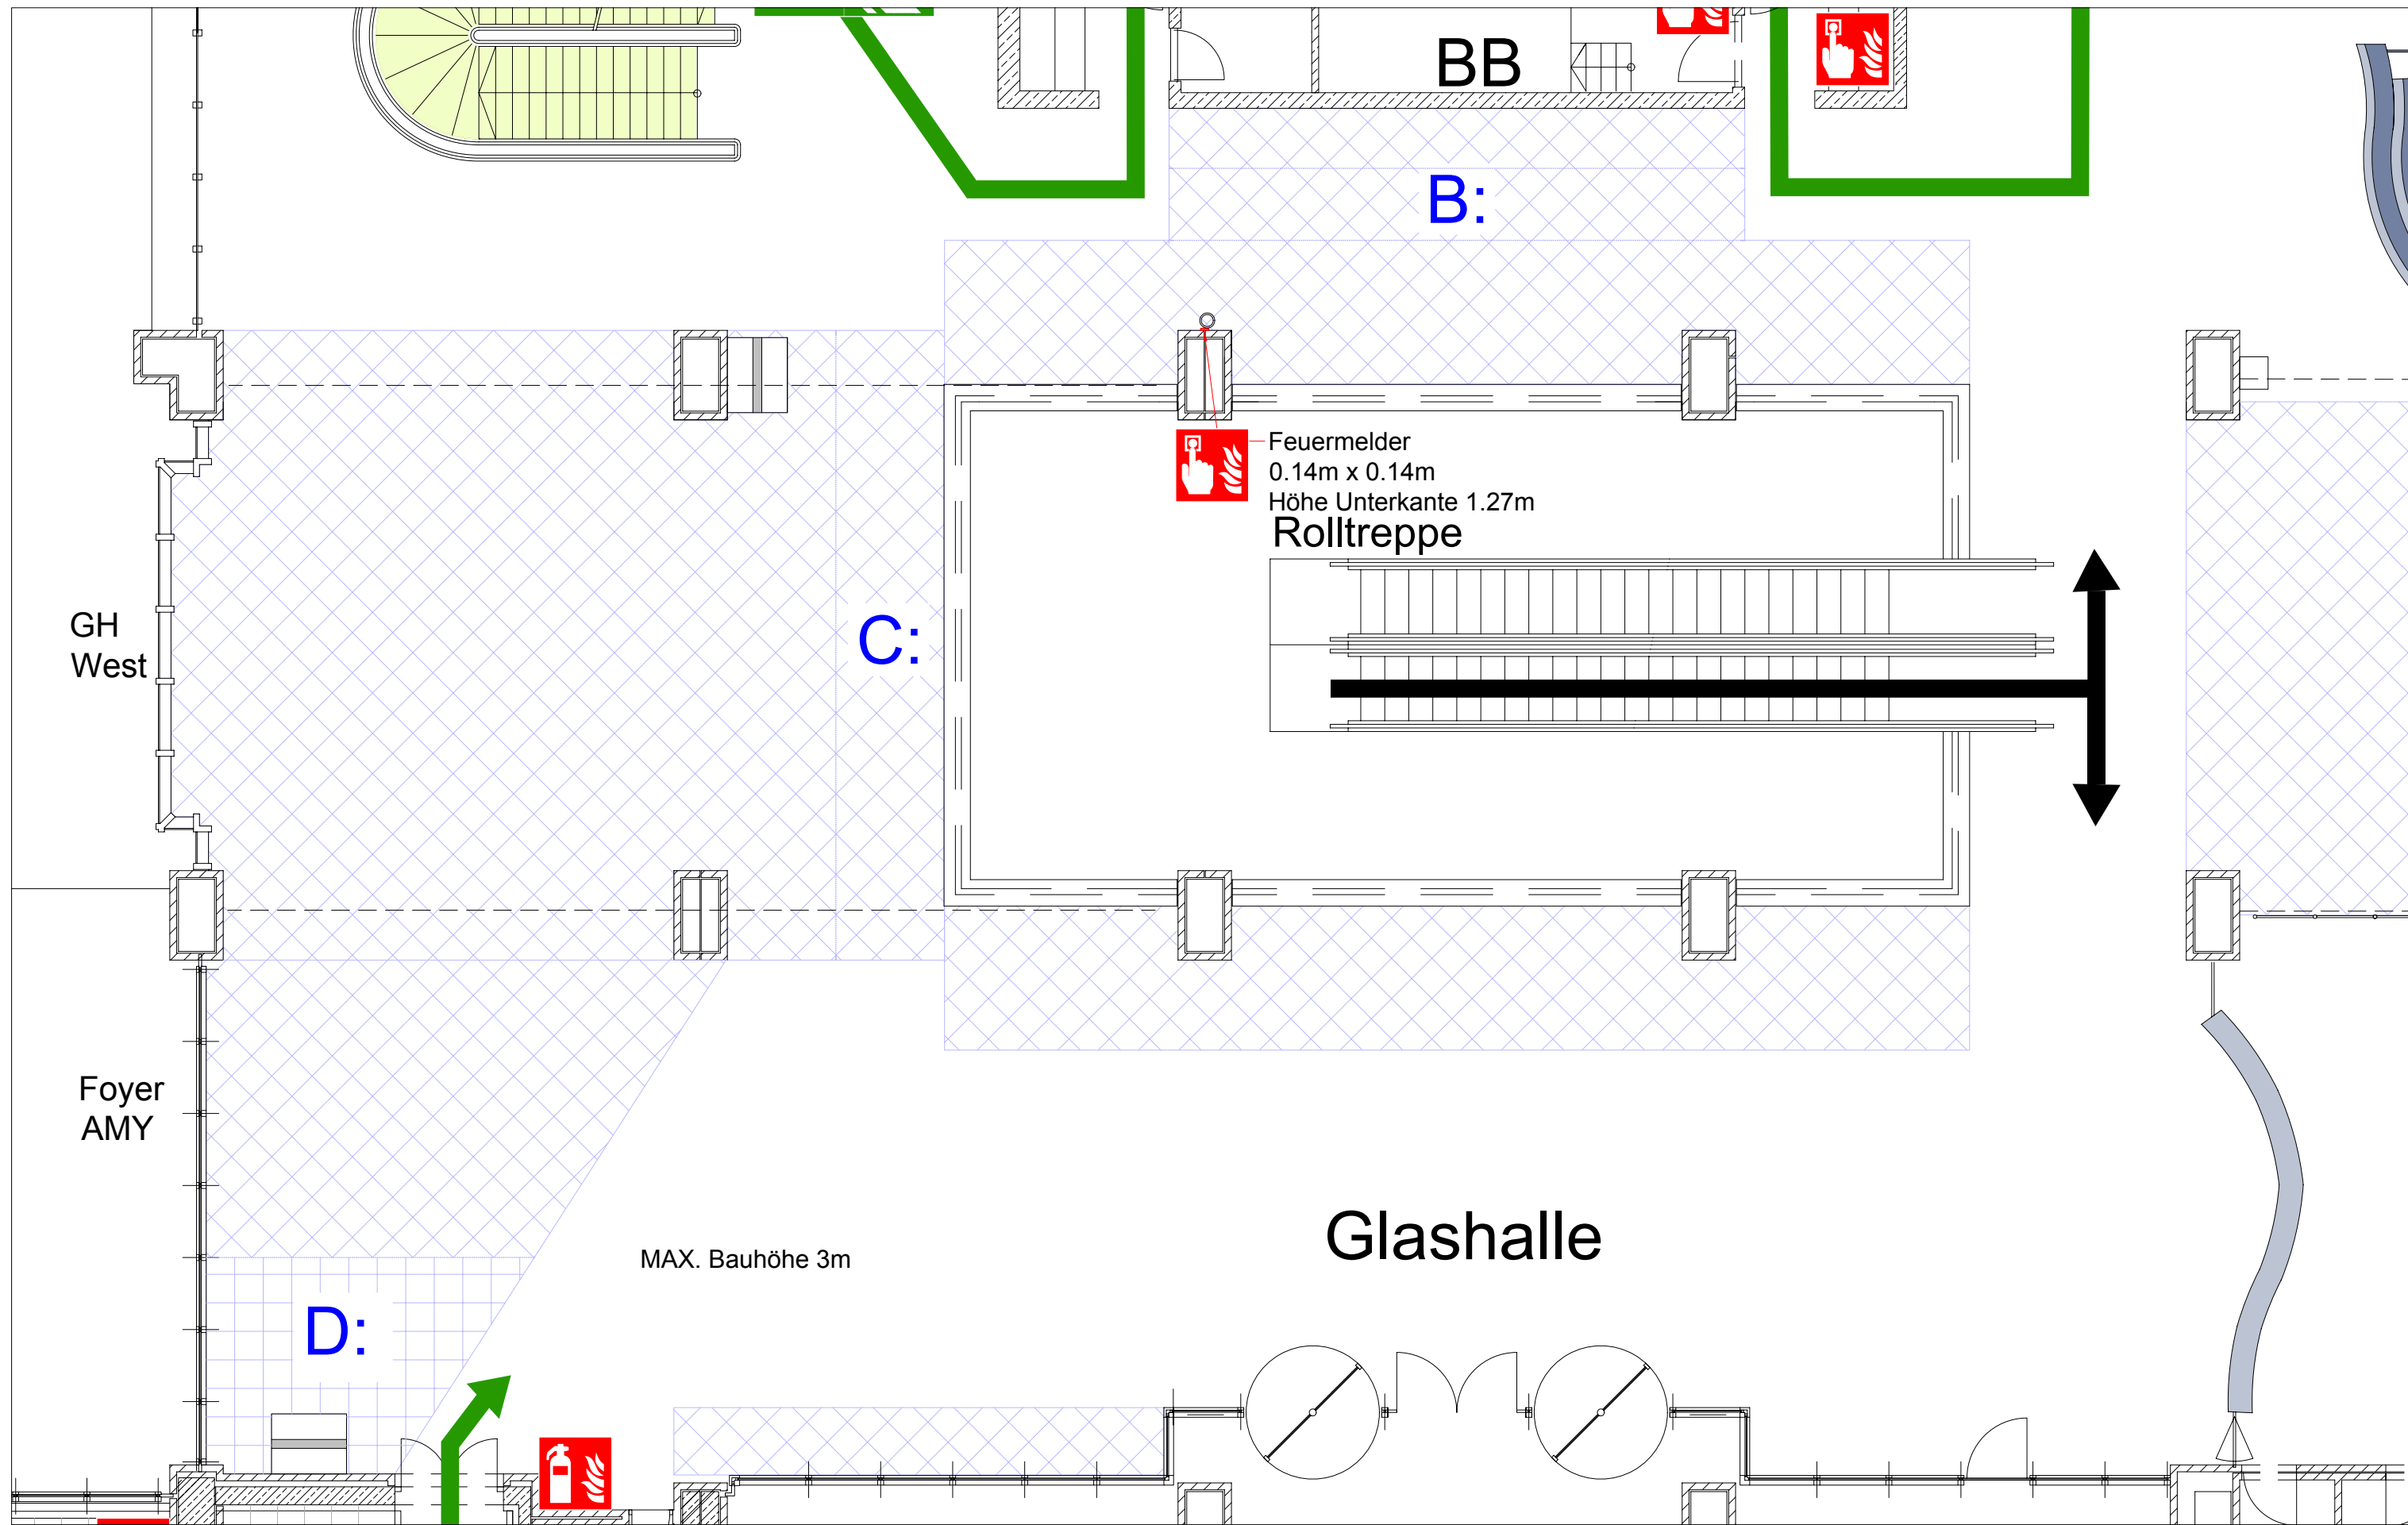 BB
B:
Feuermelder
0.14m x 0.14m
Höhe Unterkante 1.27m
Rolltreppe
GH
West
C:
Foyer
AMY
Glashalle
MAX. Bauhöhe 3m
D: